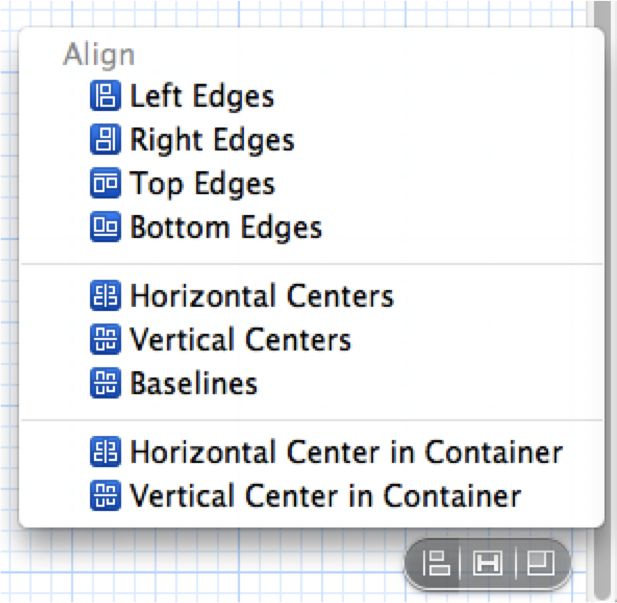 Align
Left Edges
Right Edges
Top Edges
Bottom Edges
Horizontal Centers
Vertical Centers
Baselines
Horizontal Center in Container
Vertical Center in Container